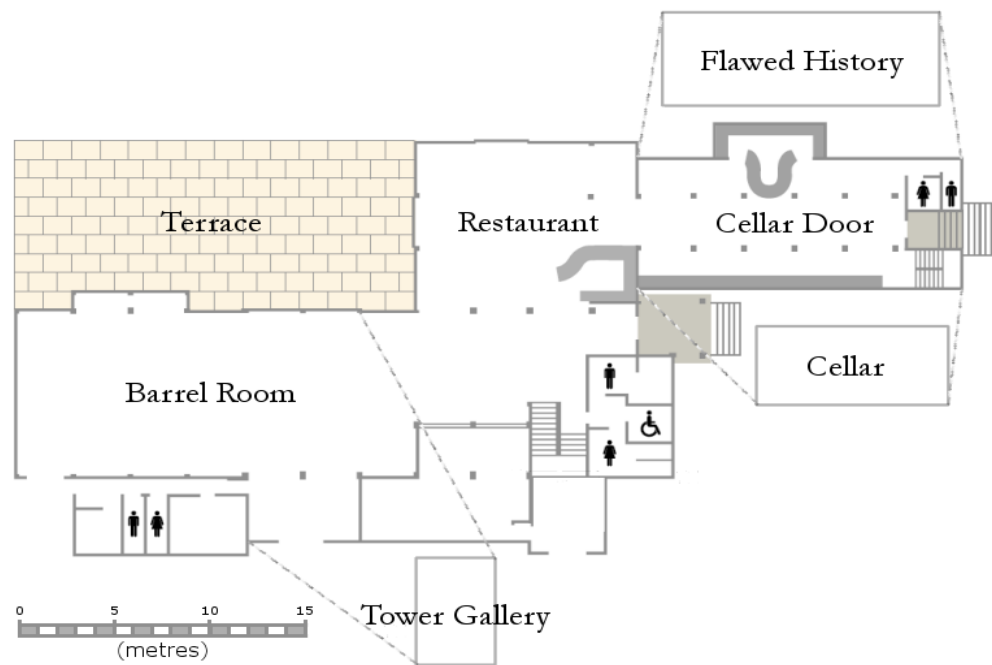 Flawed History
Terrace
Restaurant
Cellar Door
Cellar
Barrel Room
Tower Gallery
0 5 10 15
(metres)